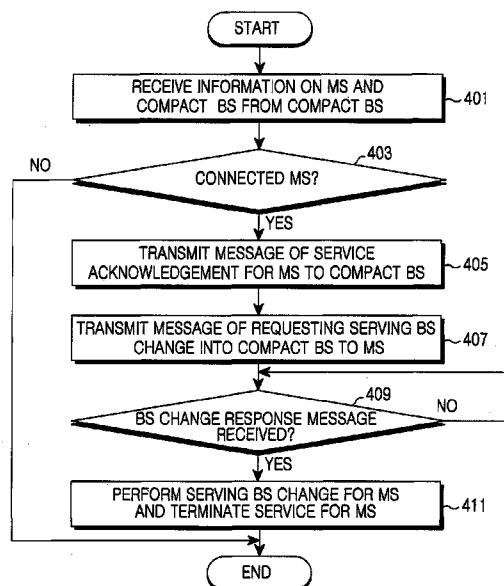 START
RECEIVE INFORMATION ON MS AND
COMPACT BS FROM COMPACT BS
401
403
NO
CONNECTED MS?
YES
TRANSMIT MESSAGE OF SERVICE
ACKNOWLEDGEMENT FOR MS TO COMPACT BS
405
TRANSMIT MESSAGE OF REQUESTING SERVING BS
CHANGE INTO COMPACT BS TO MS
407
409
NO
BS CHANGE RESPONSE MESSAGE
RECEIVED?
YES
PERFORM SERVING BS CHANGE FOR MS
AND TERMINATE SERVICE FOR MS
411
END